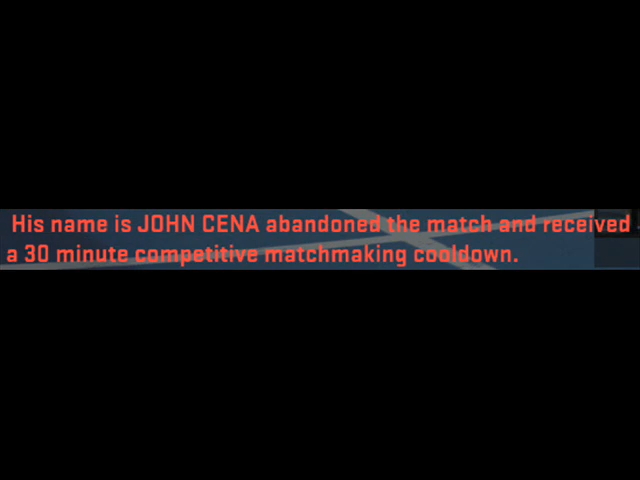 His name is JOHN CENA abandoned the match and received
a 30 minute competitive matchmaking cooldown.